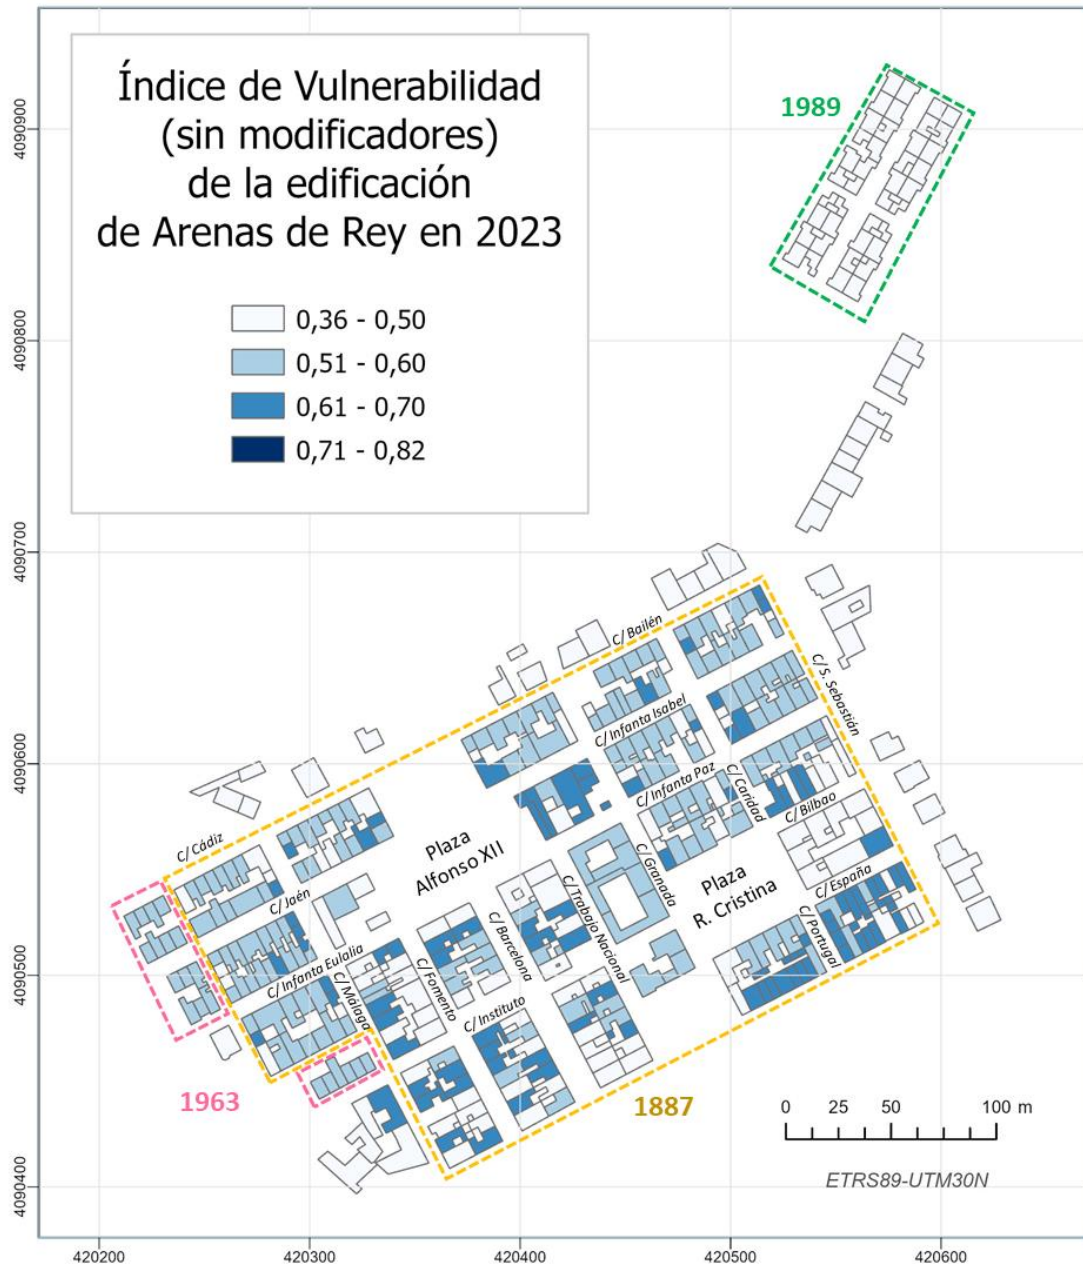 Índice de Vulnerabilidad
(sin modificadores)
de la edificación
de Arenas de Rey en 2023
0,36 - 0,50
0,51 - 0,60
0,61 - 0,70
0,71 - 0,82
1989
4090900
4090800
4090700
4090600
4090500
4090400
C/ Bailén
C/ S. Sebastián
C/ Infanta Isabel
C/ Infanta Paz
C/ Caridad
C/ Bilbao
C/ Cádiz
Plaza
Alfonso XII
C/ Granada
Plaza
R. Cristina
C/ España
C/ Jaén
C/ Trabajo Nacional
C/ Portugal
C/ Barcelona
C/ Infanta Eulalia
C/ Málaga
C/ Fomento
C/ Instituto
1963
1887
0 25 50 100 m
ETRS89-UTM30N
420200 420300 420400 420500 420600